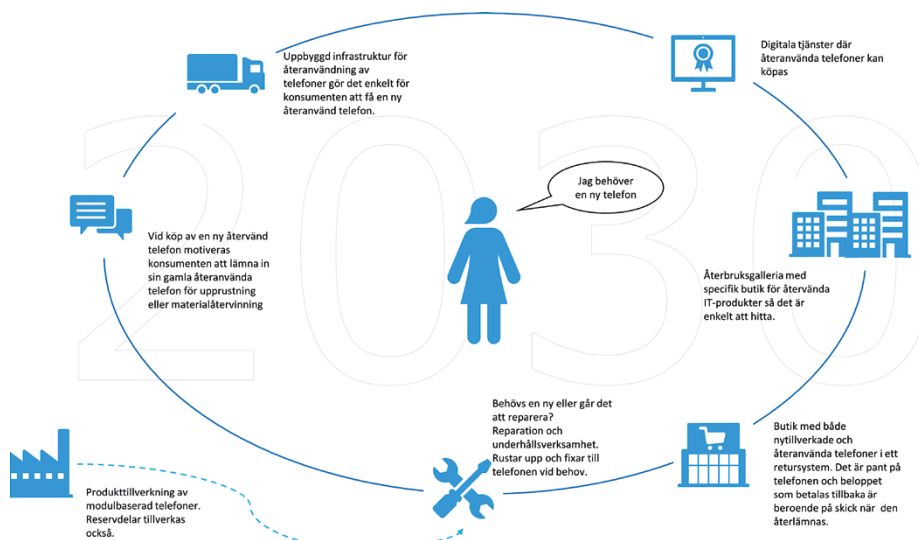 Uppbyggd infrastruktur för
återanvändning av
telefoner gör det enkelt för
konsumenten att få en ny
återanvänd telefon.
Digitala tjänster där
återanvända telefoner kan
köpas
2030
Jag behöver
en ny telefon
Vid köp av en ny återvänd
telefon motiveras
konsumenten att lämna in
sin gamla återanvända
telefon för upprustning
eller materialåtervinning
Återbruksgalleria med
specifik butik för återvända
IT-produkter så det är
enkelt att hitta.
Behövs en ny eller går det
att reparera?
Reparation och
underhållsverksamhet.
Rustar upp och fixar till
telefonen vid behov.
Butik med både
nytillverkade och
återanvända telefoner i ett
retursystem. Det är pant på
telefonen och beloppet
som betalas tillbaka är
beroende på skick när den
återlämnas.
Produkttillverkning av
modulbaserad telefoner.
Reservdelar tillverkas
också.